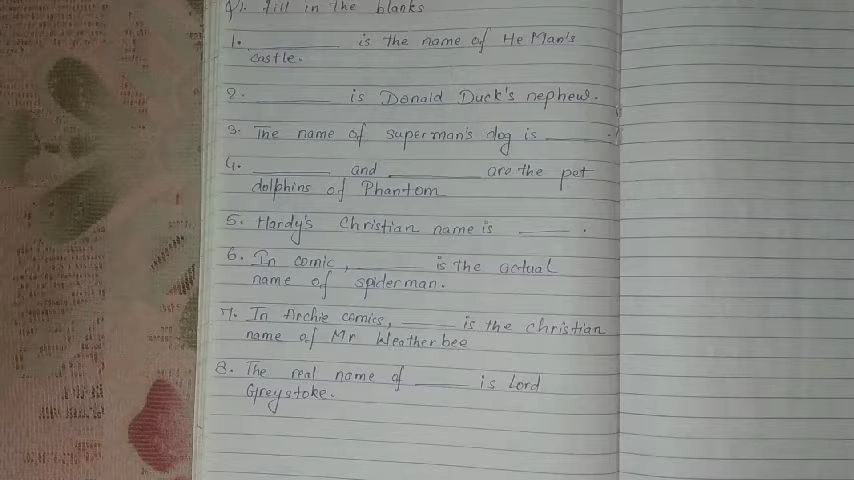 Q1. Fill in the blanks
1. ________ is the name of He Man's
castle.
2. ________ is Donald Duck's nephew.
3. The name of superman's dog is ______.
4. ________ and ________ are the pet
dolphins of Phantom
5. Hardy's Christian name is ______.
6. In comic, ________ is the actual
name of spiderman.
7. In Archie comics, ______ is the christian
name of Mr Weatherbee
8. The real name of ______ is lord
Greystoke.